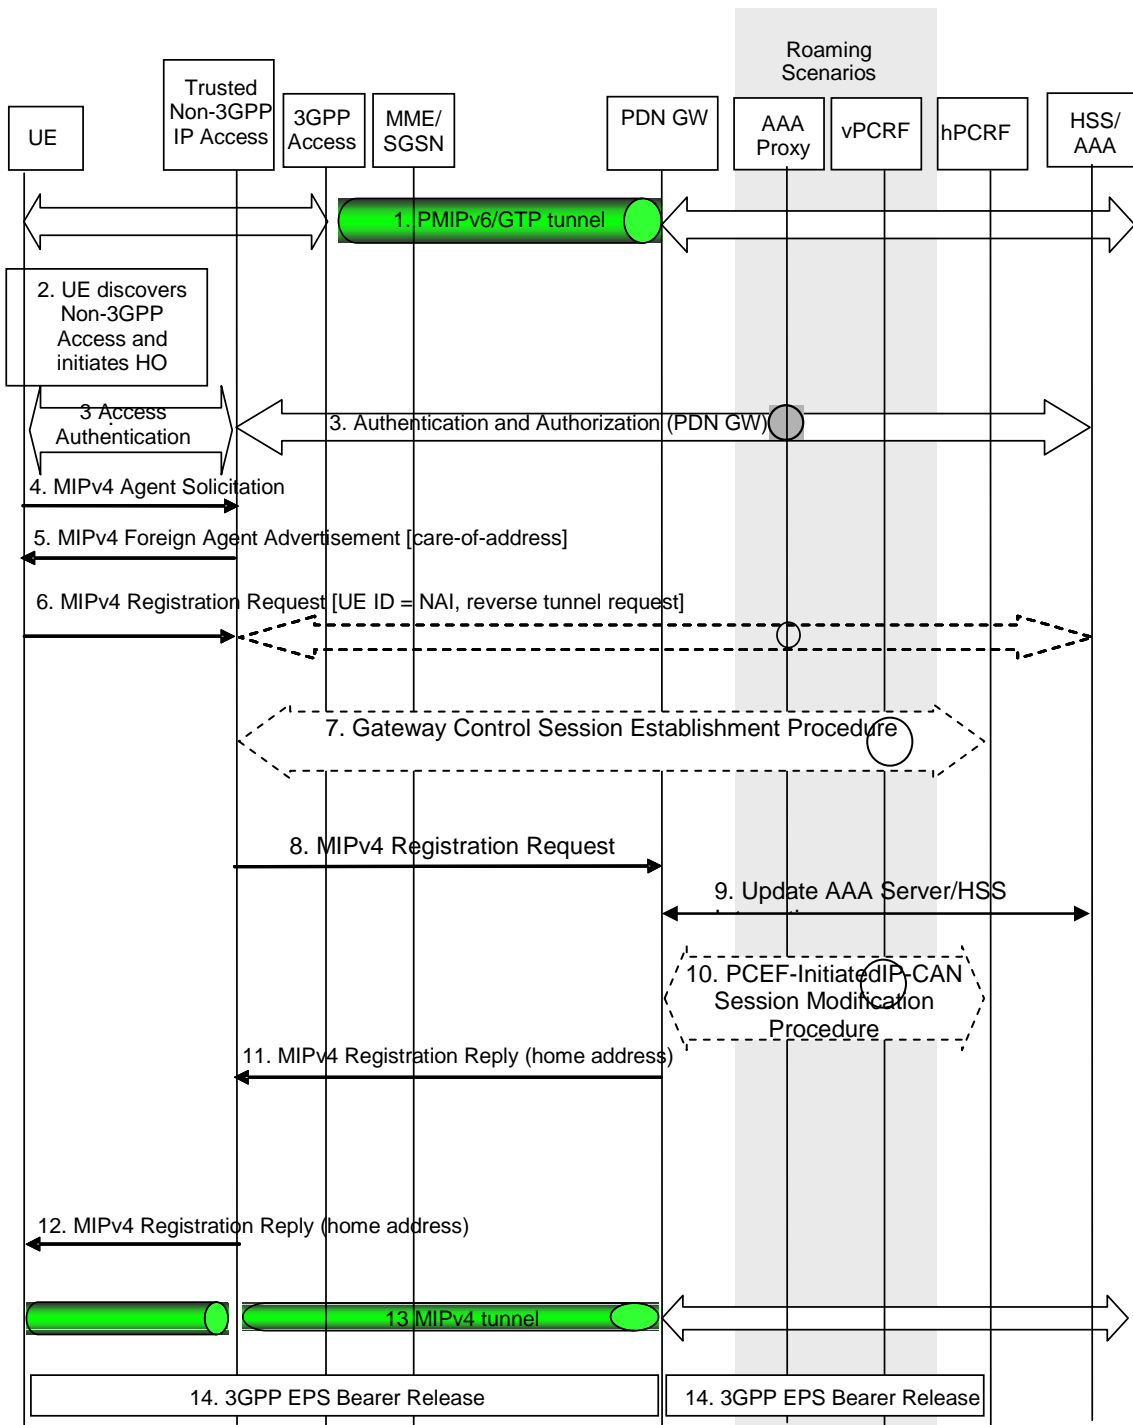 Roaming
Scenarios
UE
Trusted
Non-3GPP
IP Access
3GPP
Access
MME/
SGSN
PDN GW
AAA
Proxy
vPCRF
hPCRF
HSS/
AAA
1. PMIPv6/GTP tunnel
2. UE discovers
Non-3GPP
Access and
initiates HO
3 Access
Authentication
3. Authentication and Authorization (PDN GW)
4. MIPv4 Agent Solicitation
5. MIPv4 Foreign Agent Advertisement [care-of-address]
6. MIPv4 Registration Request [UE ID = NAI, reverse tunnel request]
7. Gateway Control Session Establishment Procedure
8. MIPv4 Registration Request
9. Update AAA Server/HSS
10. PCEF-InitiatedIP-CAN
Session Modification
Procedure
11. MIPv4 Registration Reply (home address)
12. MIPv4 Registration Reply (home address)
13 MIPv4 tunnel
14. 3GPP EPS Bearer Release
14. 3GPP EPS Bearer Release